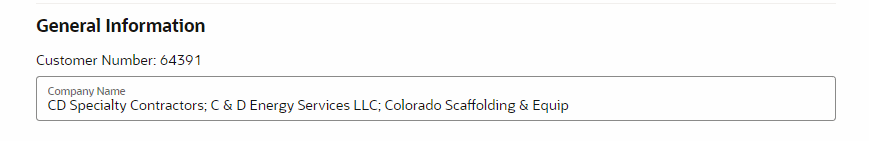 General Information
Customer Number: 64391
Company Name
CD Specialty Contractors; C & D Energy Services LLC; Colorado Scaffolding & Equip